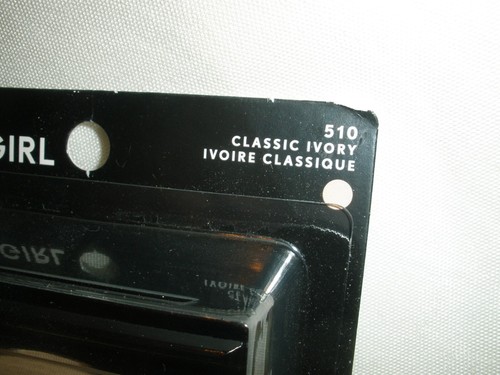 GIRL
510
CLASSIC IVORY
IVOIRE CLASSIQUE